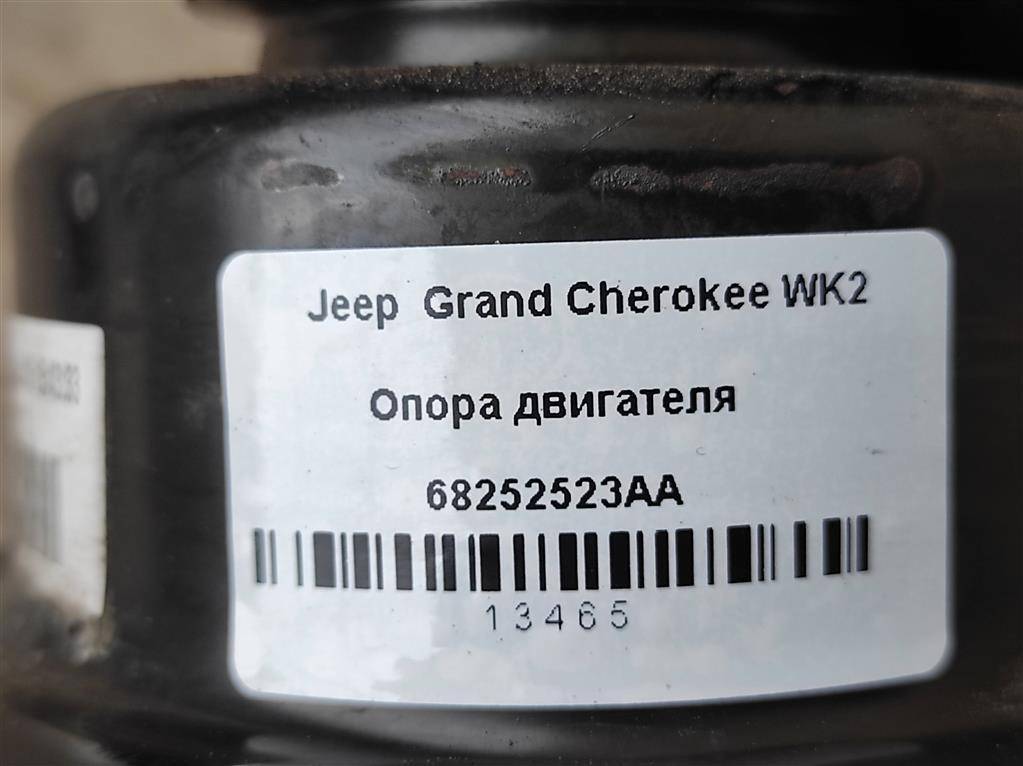 Jeep Grand Cherokee WK2
Опора двигателя
68252523AA
13465